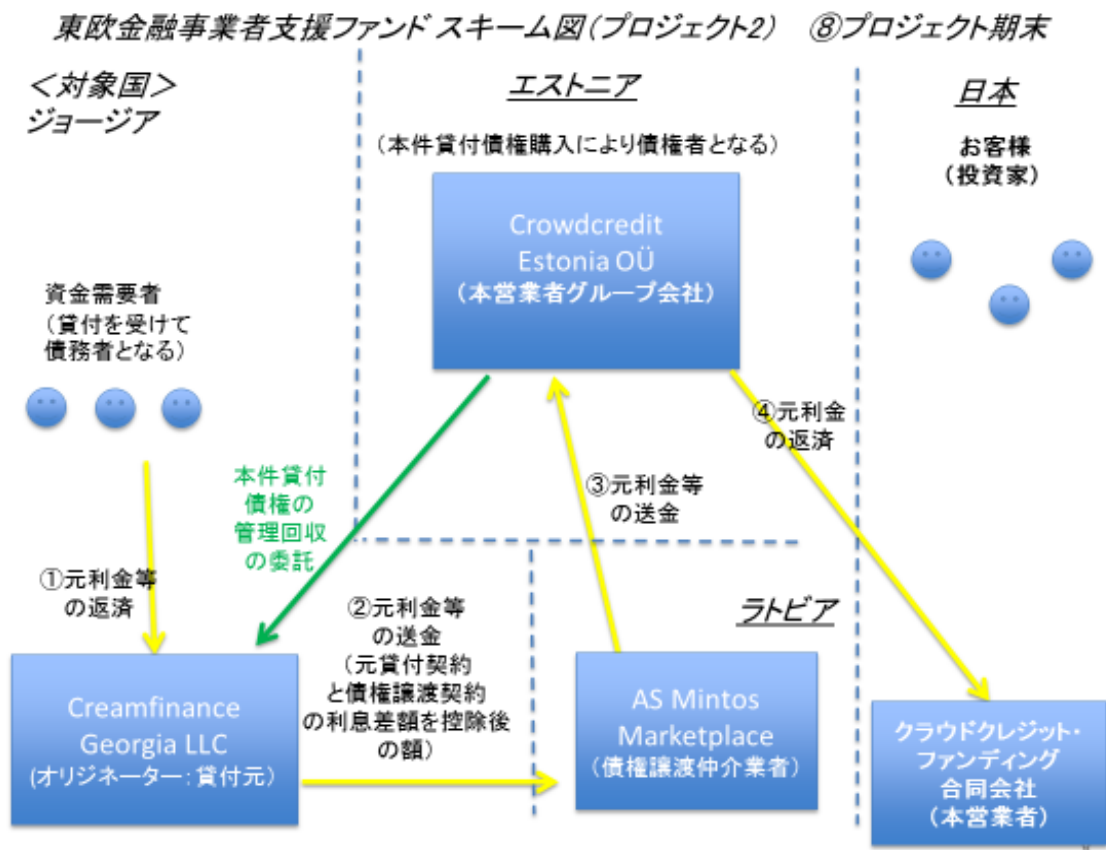 東欧金融事業者支援ファンド スキーム図(プロジェクト2) ⑧プロジェクト期末
<対象国>
ジョージア
エストニア
日本
(本件貸付債権購入により債権者となる)
お客様
(投資家)
Crowdcredit
Estonia OÜ
(本営業者グループ会社)
資金需要者
(貸付を受けて
債務者となる)
④元利金
の返済
本件貸付
債権の
管理回収
の委託
③元利金等
の送金
①元利金等
の返済
②元利金等
の送金
(元貸付契約
と債権譲渡契約
の利息差額を控除後
の額)
ラトビア
Creamfinance
Georgia LLC
(オリジネーター:貸付元)
AS Mintos
Marketplace
(債権譲渡仲介業者)
クラウドクレジット・
ファンディング
合同会社
(本営業者)